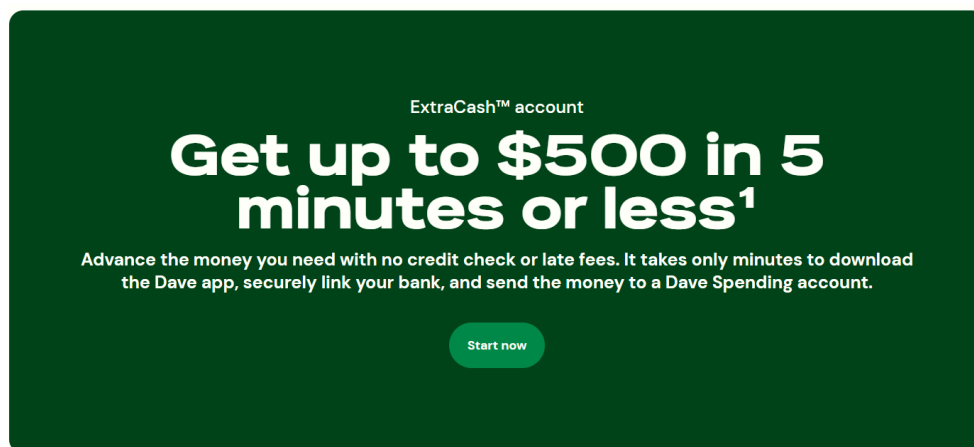 ExtraCash™ account
Get up to $500 in 5
minutes or less¹
Advance the money you need with no credit check or late fees. It takes only minutes to download
the Dave app, securely link your bank, and send the money to a Dave Spending account.
Start now